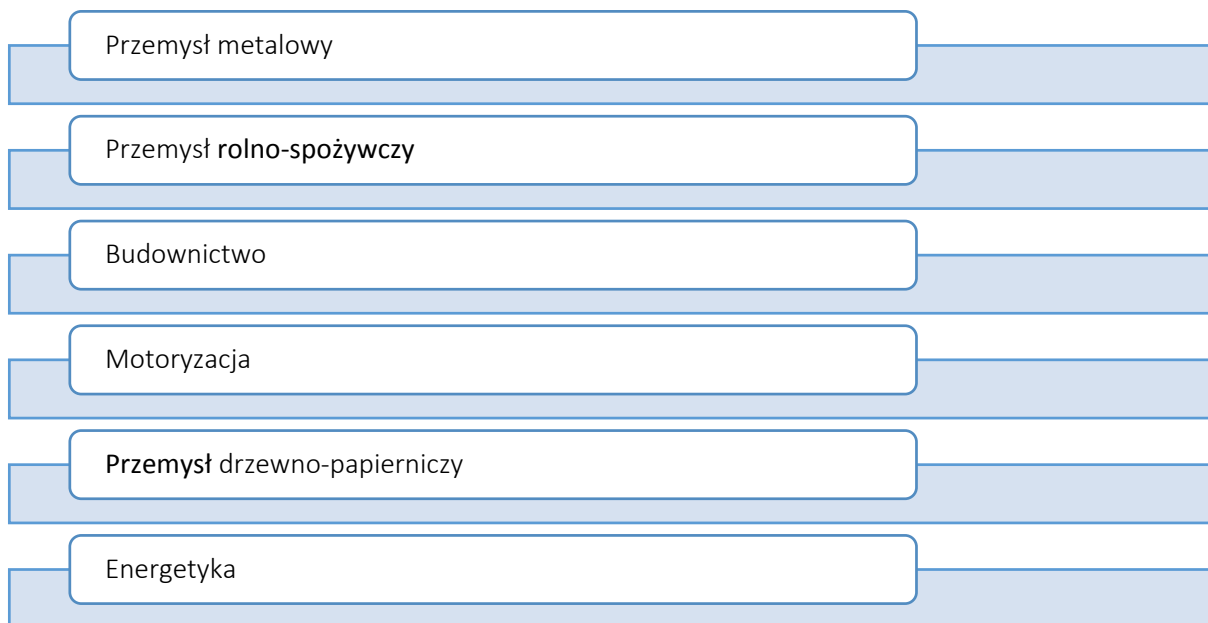 Przemysł metalowy
Przemysł rolno-spożywczy
Budownictwo
Motoryzacja
Przemysł drzewno-papierniczy
Energetyka